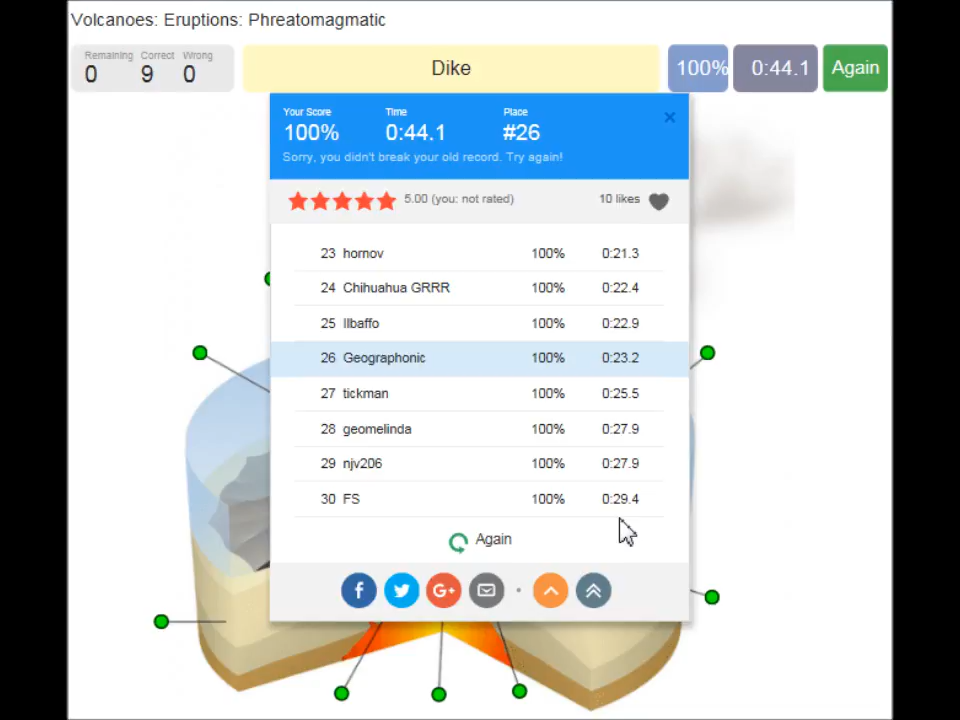 Volcanoes: Eruptions: Phreatomagmatic
Remaining Correct Wrong
0 9 0
Dike
100%
0:44.1
Again
Your Score Time Place
100% 0:44.1 #26
Sorry, you didn't break your old record. Try again!
5.00 (you: not rated) 10 likes
23 hornov 100% 0:21.3
24 Chihuahua GRRR 100% 0:22.4
25 Ilbaffo 100% 0:22.9
26 Geographonic 100% 0:23.2
27 tickman 100% 0:25.5
28 geomelinda 100% 0:27.9
29 njv206 100% 0:27.9
30 FS 100% 0:29.4
Again
f G+